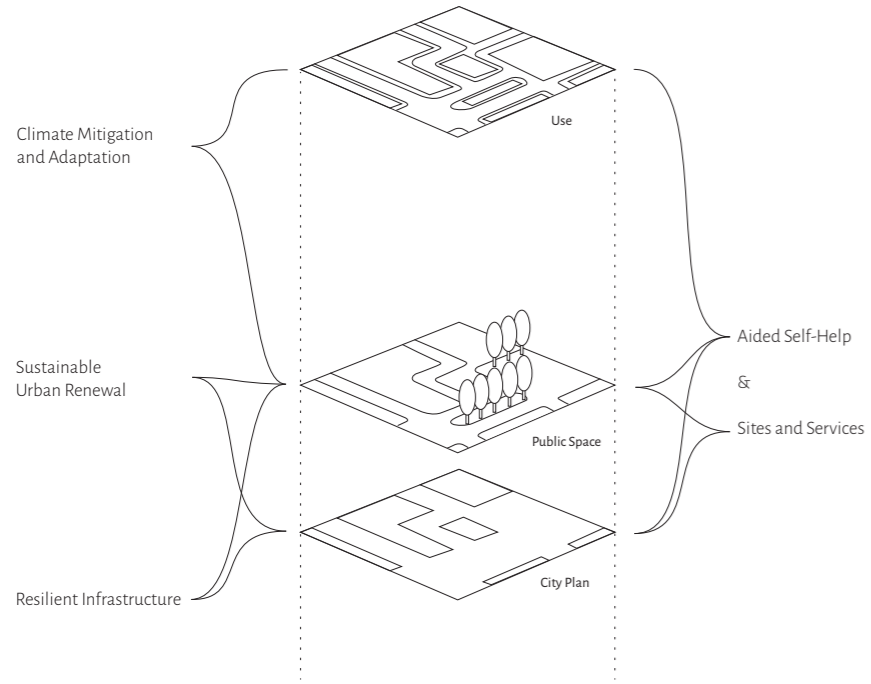 Use
Climate Mitigation
and Adaptation
Aided Self-Help
Sustainable
Urban Renewal
&
Sites and Services
Public Space
City Plan
Resilient Infrastructure